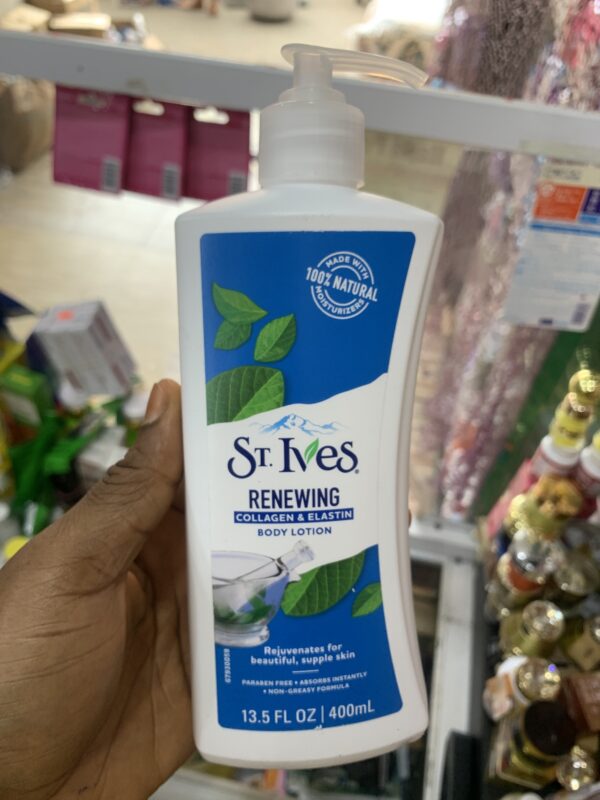 MADE WITH
100% NATURAL
MOISTURIZERS
ST. IVES®
RENEWING
COLLAGEN & ELASTIN
BODY LOTION
Rejuvenates for
beautiful, supple skin
PARABEN FREE • ABSORBS INSTANTLY
• NON-GREASY FORMULA
67930059
13.5 FL OZ | 400mL